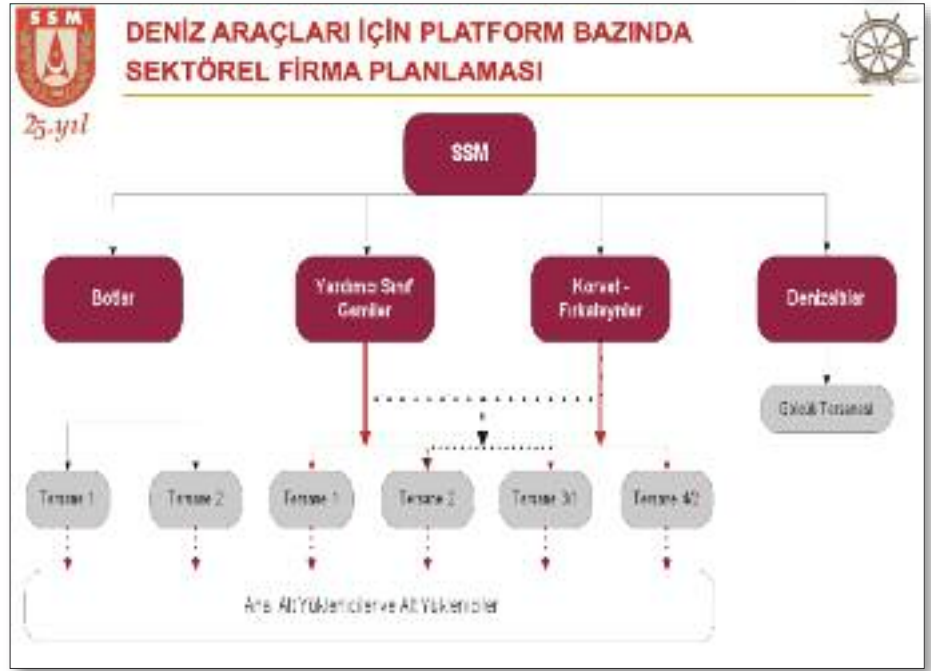 SSM
DENİZ ARAÇLARI İÇİN PLATFORM BAZINDA
SEKTÖREL FİRMA PLANLAMASI
25.yıl
SSM
Botlar
Yardımcı Sınıf
Gemiler
Korvet -
Fırkateynler
Denizaltılar
Gölcük Tersanesi
Tersane 1
Tersane 2
Tersane 1
Tersane 2
Tersane 3/1
Tersane 4/2
Ana Alt Yükleniciler ve Alt Yükleniciler